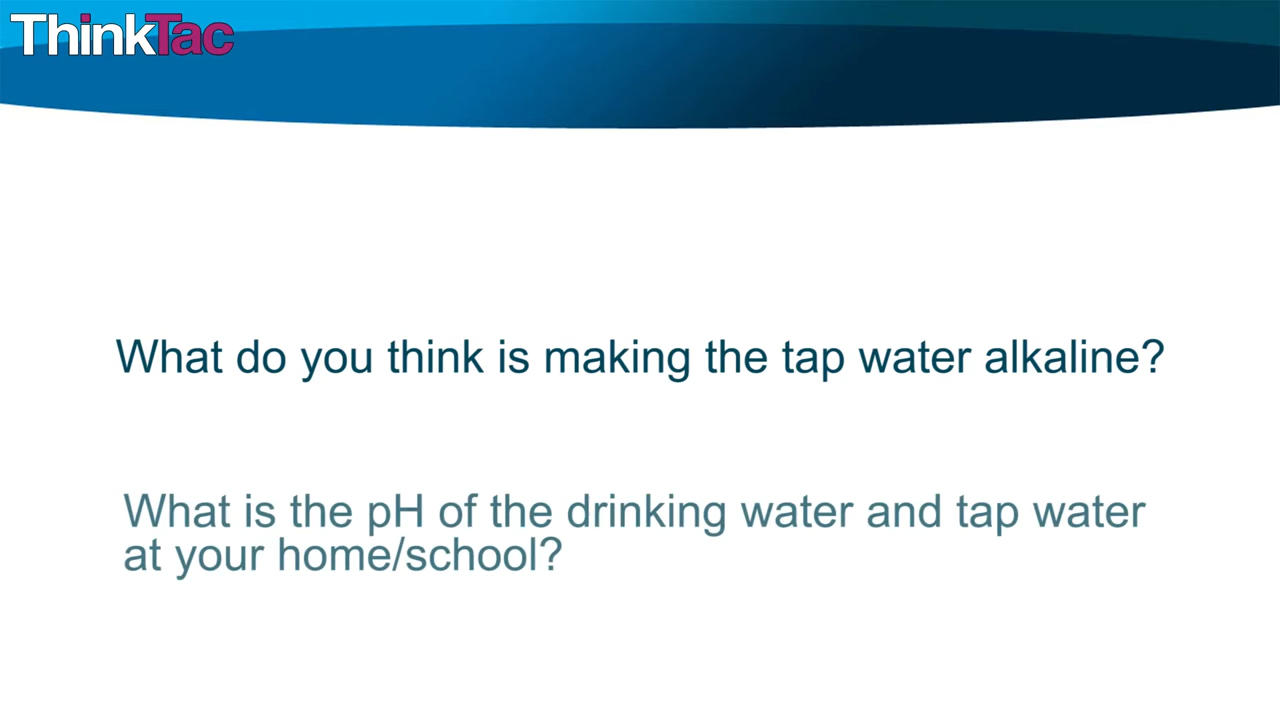 ThinkTac
What do you think is making the tap water alkaline?
What is the pH of the drinking water and tap water
at your home/school?